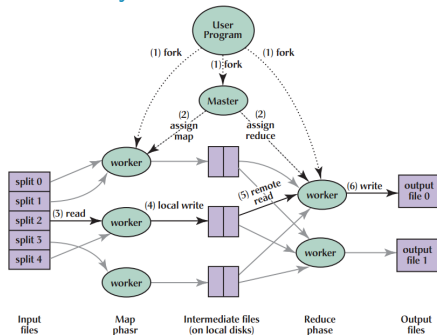 User
Program
(1) fork
(1) fork
(1) fork
Master
(2)
assign
map
(2)
assign
reduce
worker
split 0
split 1
split 2
split 3
split 4
(3) read
worker
(4) local write
(5) remote
read
worker
(6) write
output
file 0
worker
output
file 1
worker
Input
files
Map
phasr
Intermediate files
(on local disks)
Reduce
phase
Output
files